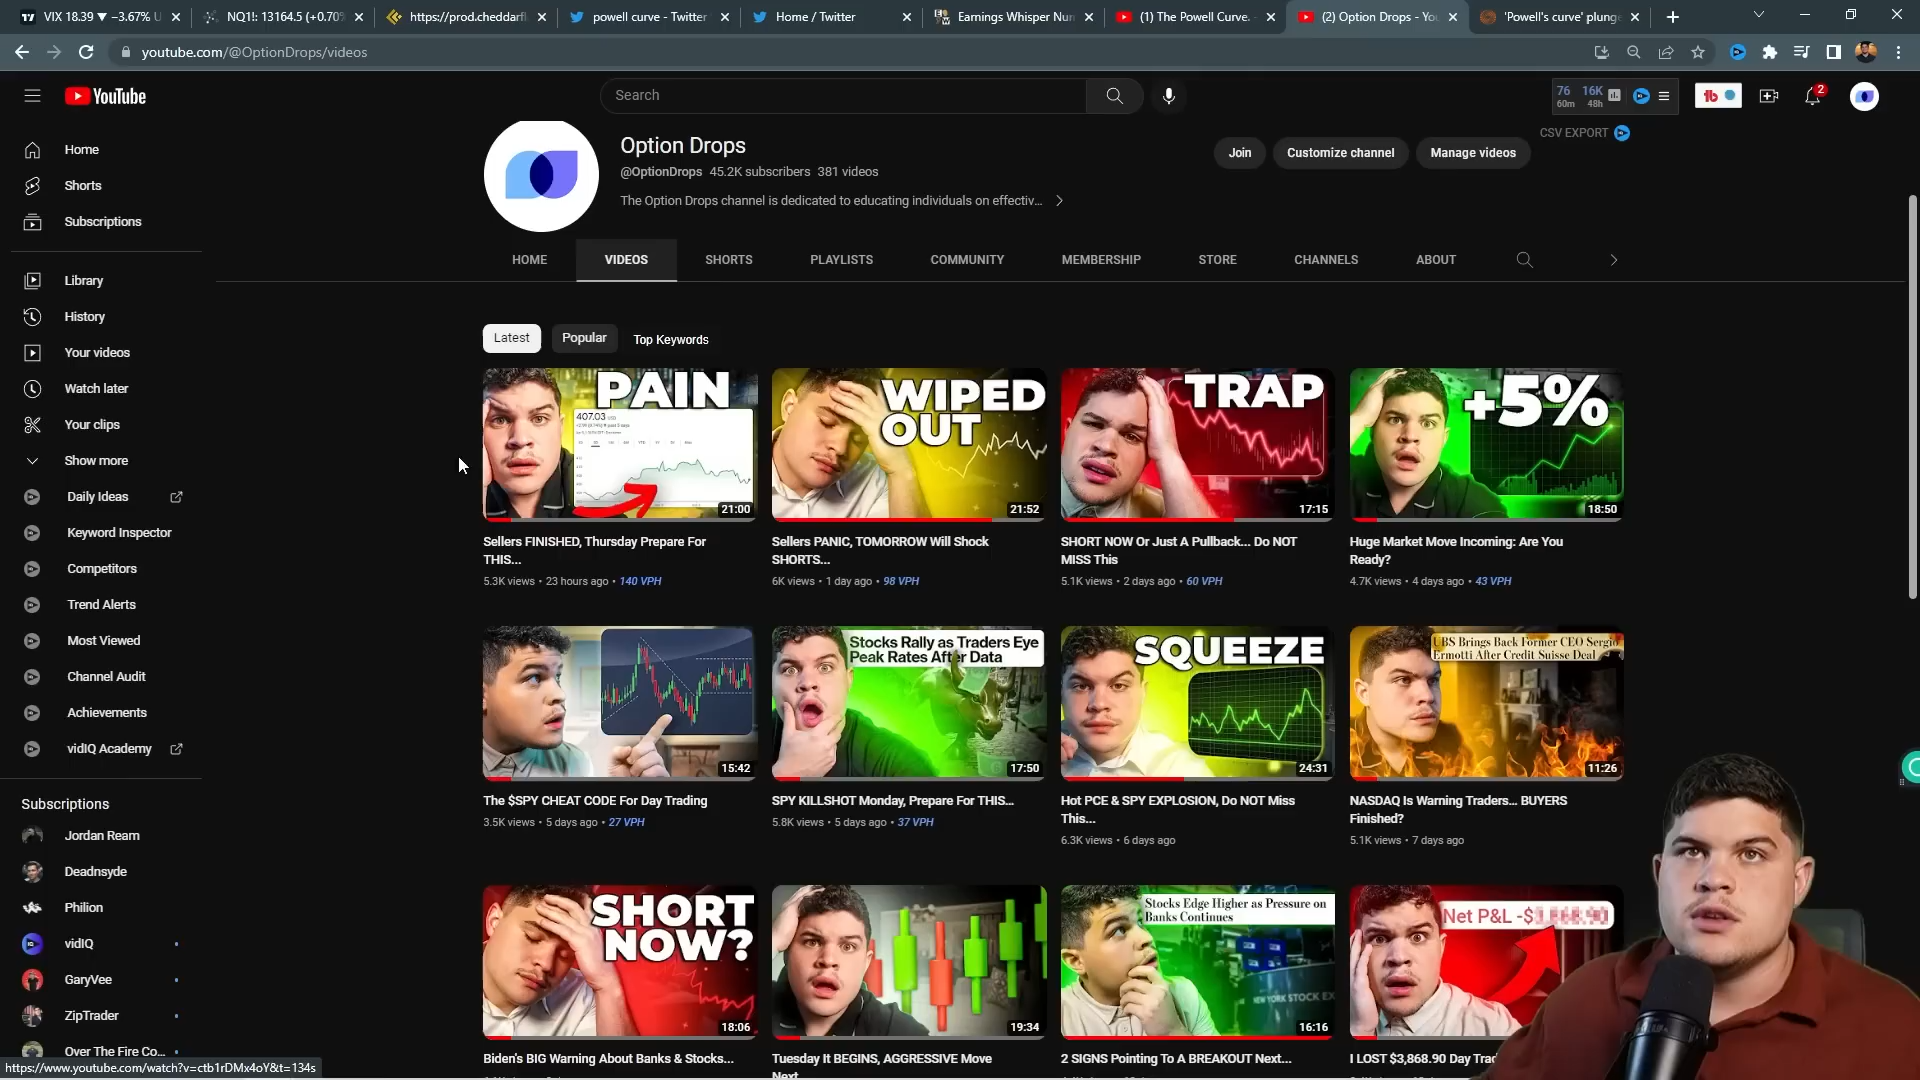 VIX 18.39 ▼ −3.67% U
NQ1!: 13164.5 (+0.70%
https://prod.cheddarfl
powell curve - Twitter
Home / Twitter
Earnings Whisper Num
(1) The Powell Curve.
(2) Option Drops - You
'Powell's curve' plung
youtube.com/@OptionDrops/videos
YouTube
Search
76
60m
16K
48h
2
CSV EXPORT
Option Drops
@OptionDrops 45.2K subscribers 381 videos
The Option Drops channel is dedicated to educating individuals on effectiv...
Join
Customize channel
Manage videos
HOME
VIDEOS
SHORTS
PLAYLISTS
COMMUNITY
MEMBERSHIP
STORE
CHANNELS
ABOUT
Home
Shorts
Subscriptions
Library
History
Your videos
Watch later
Your clips
Show more
Daily Ideas
Keyword Inspector
Competitors
Trend Alerts
Most Viewed
Channel Audit
Achievements
vidIQ Academy
Subscriptions
Jordan Ream
Deadnsyde
Philion
vidIQ
GaryVee
ZipTrader
Over The Fire Co...
Latest
Popular
Top Keywords
PAIN
407.03
21:00
Sellers FINISHED, Thursday Prepare For
THIS...
5.3K views • 23 hours ago • 140 VPH
WIPED
OUT
21:52
Sellers PANIC, TOMORROW Will Shock
SHORTS...
6K views • 1 day ago • 98 VPH
TRAP
17:15
SHORT NOW Or Just A Pullback... Do NOT
MISS This
5.1K views • 2 days ago • 60 VPH
+5%
18:50
Huge Market Move Incoming: Are You
Ready?
4.7K views • 4 days ago • 43 VPH
15:42
The $SPY CHEAT CODE For Day Trading
3.5K views • 5 days ago • 27 VPH
Stocks Rally as Traders Eye
Peak Rates After Data
17:50
SPY KILLSHOT Monday, Prepare For THIS...
5.8K views • 5 days ago • 37 VPH
SQUEEZE
24:31
Hot PCE & SPY EXPLOSION, Do NOT Miss
This...
6.3K views • 6 days ago
UBS Brings Back Former CEO Sergio
Ermotti After Credit Suisse Deal
11:26
NASDAQ Is Warning Traders... BUYERS
Finished?
5.1K views • 7 days ago
SHORT
NOW?
18:06
Biden's BIG Warning About Banks & Stocks...
19:34
Tuesday It BEGINS, AGGRESSIVE Move
Next
Stocks Edge Higher as Pressure on
Banks Continues
NEW YORK STOCK EX
16:16
2 SIGNS Pointing To A BREAKOUT Next...
Net P&L -$
I LOST $3,868.90 Day Trad
https://www.youtube.com/watch?v=ctb1rDMx4oY&t=134s